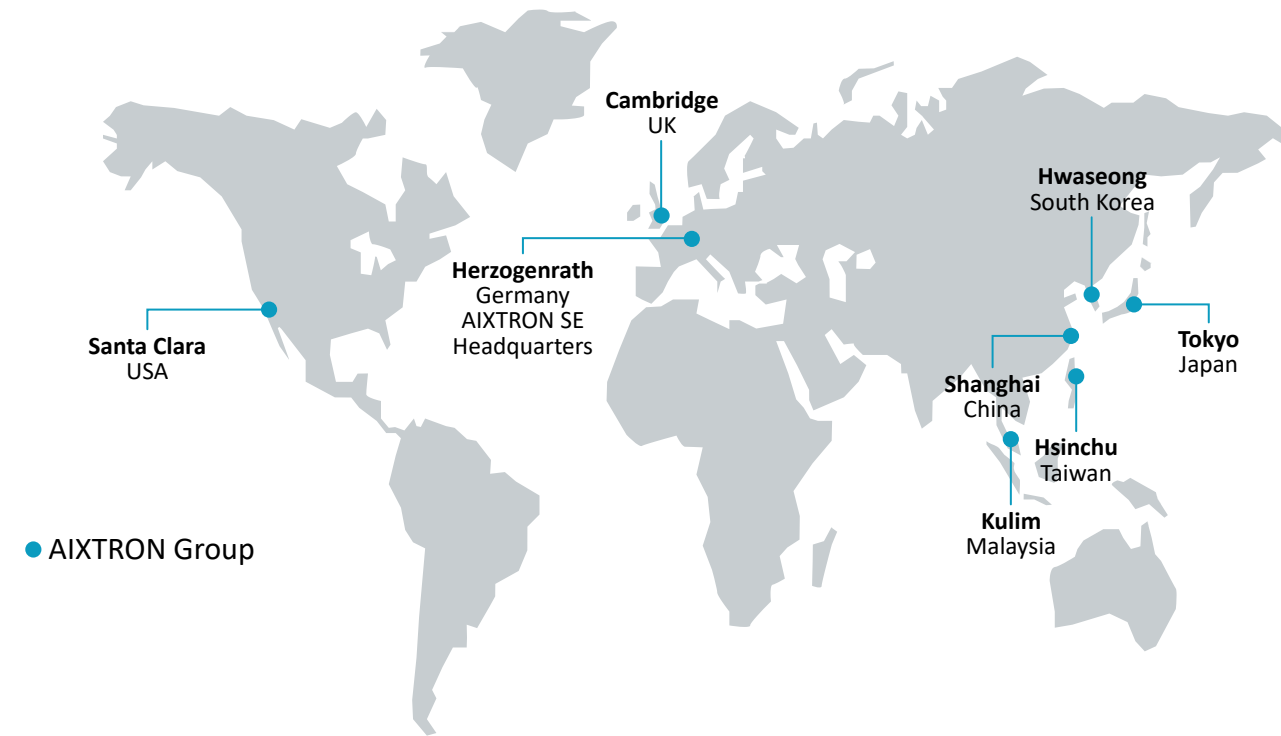 Cambridge
UK
Hwaseong
South Korea
Herzogenrath
Germany
AIXTRON SE
Headquarters
Santa Clara
USA
Tokyo
Japan
Shanghai
China
Hsinchu
Taiwan
Kulim
Malaysia
AIXTRON Group